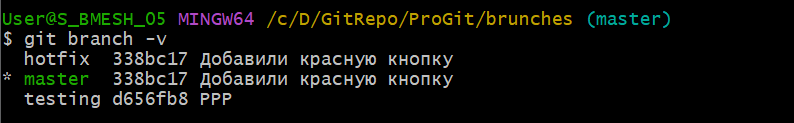 User@S_BMESH_05 MINGW64 /c/D/GitRepo/ProGit/brunches (master)
$ git branch -v
  hotfix  338bc17 Добавили красную кнопку
* master  338bc17 Добавили красную кнопку
  testing d656fb8 PPP